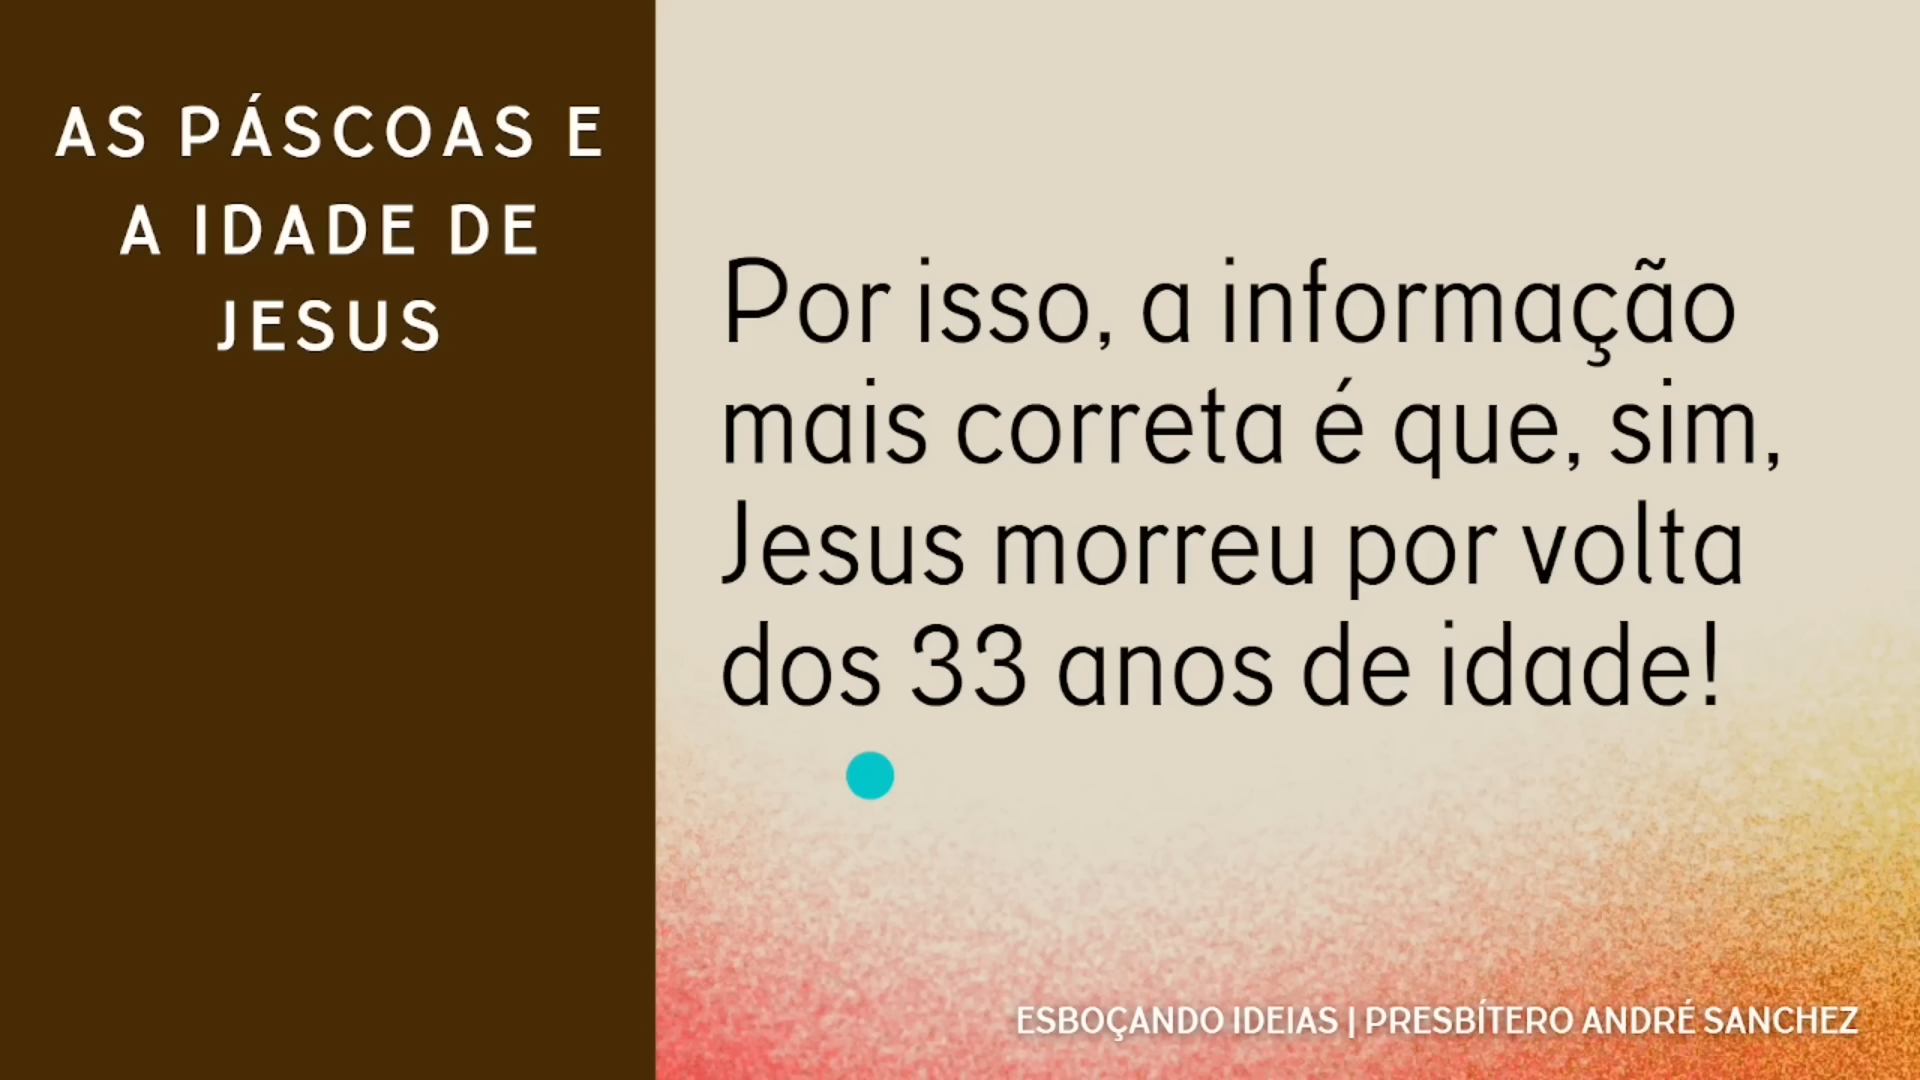 AS PÁSCOAS E
A IDADE DE
JESUS
Por isso, a informação
mais correta é que, sim,
Jesus morreu por volta
dos 33 anos de idade!
ESBOÇANDO IDEIAS | PRESBÍTERO ANDRÉ SANCHEZ